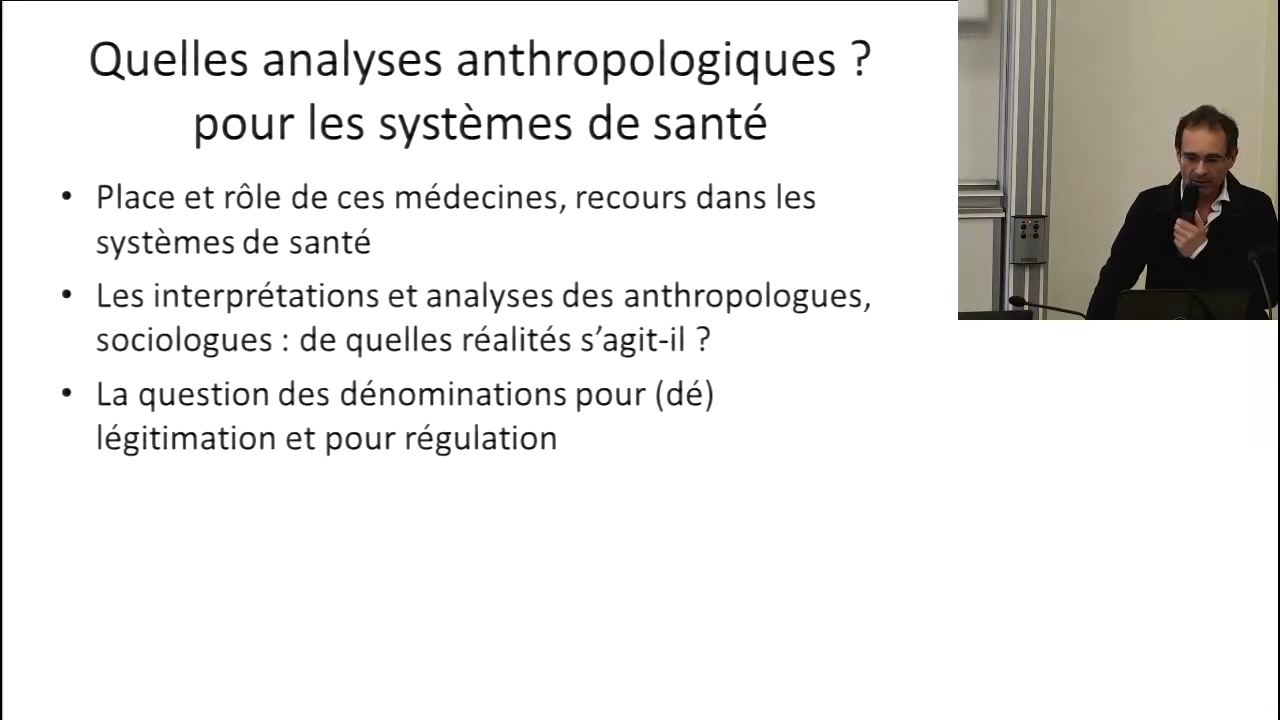 Quelles analyses anthropologiques ?
pour les systèmes de santé
• Place et rôle de ces médecines, recours dans les
systèmes de santé
• Les interprétations et analyses des anthropologues,
sociologues : de quelles réalités s’agit-il ?
• La question des dénominations pour (dé)
légitimation et pour régulation